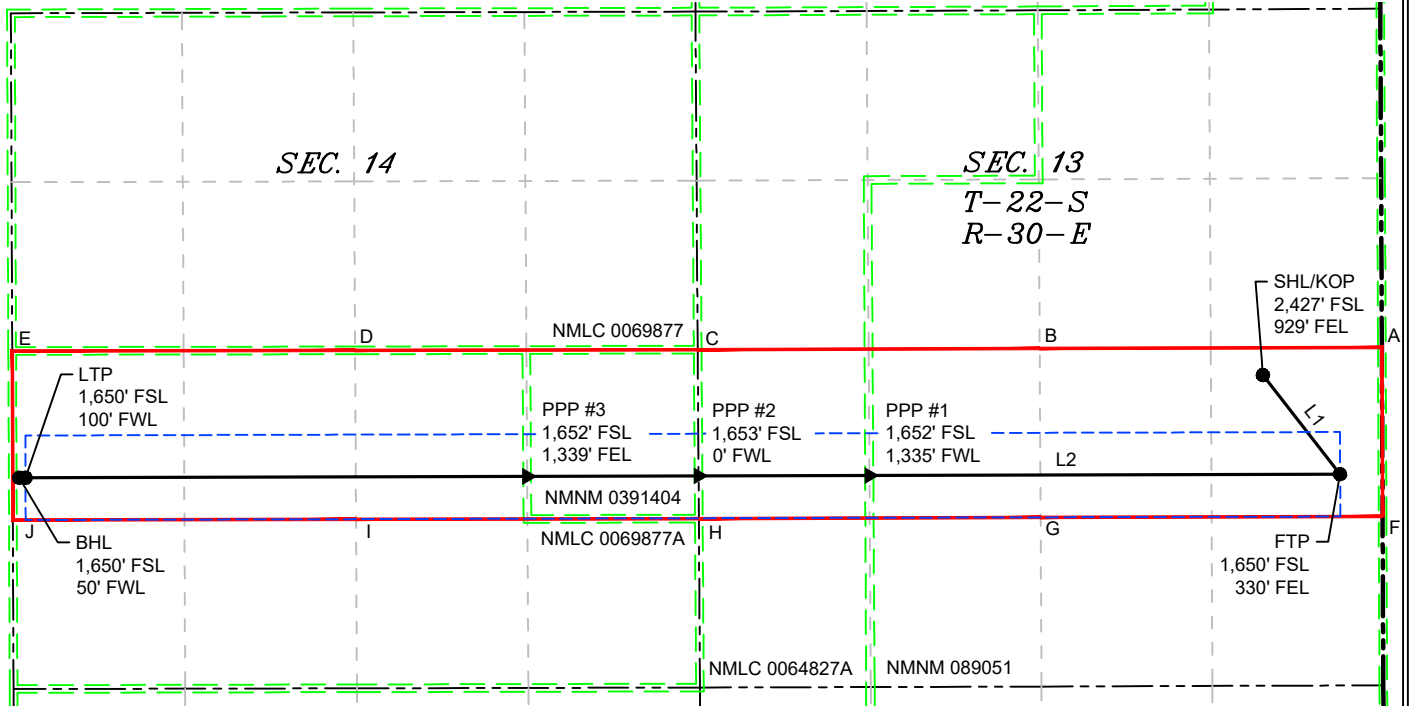 SEC. 14
SEC. 13
T-22-S
R-30-E
SHL/KOP
2,427' FSL
929' FEL
E
D
NMLC 0069877
C
B
A
LTP
1,650' FSL
100' FWL
PPP #3
1,652' FSL
1,339' FEL
PPP #2
1,653' FSL
0' FWL
PPP #1
1,652' FSL
1,335' FWL
L1
L2
NMNM 0391404
J
I
NMLC 0069877A
H
G
F
BHL
1,650' FSL
50' FWL
FTP
1,650' FSL
330' FEL
NMLC 0064827A
NMNM 089051